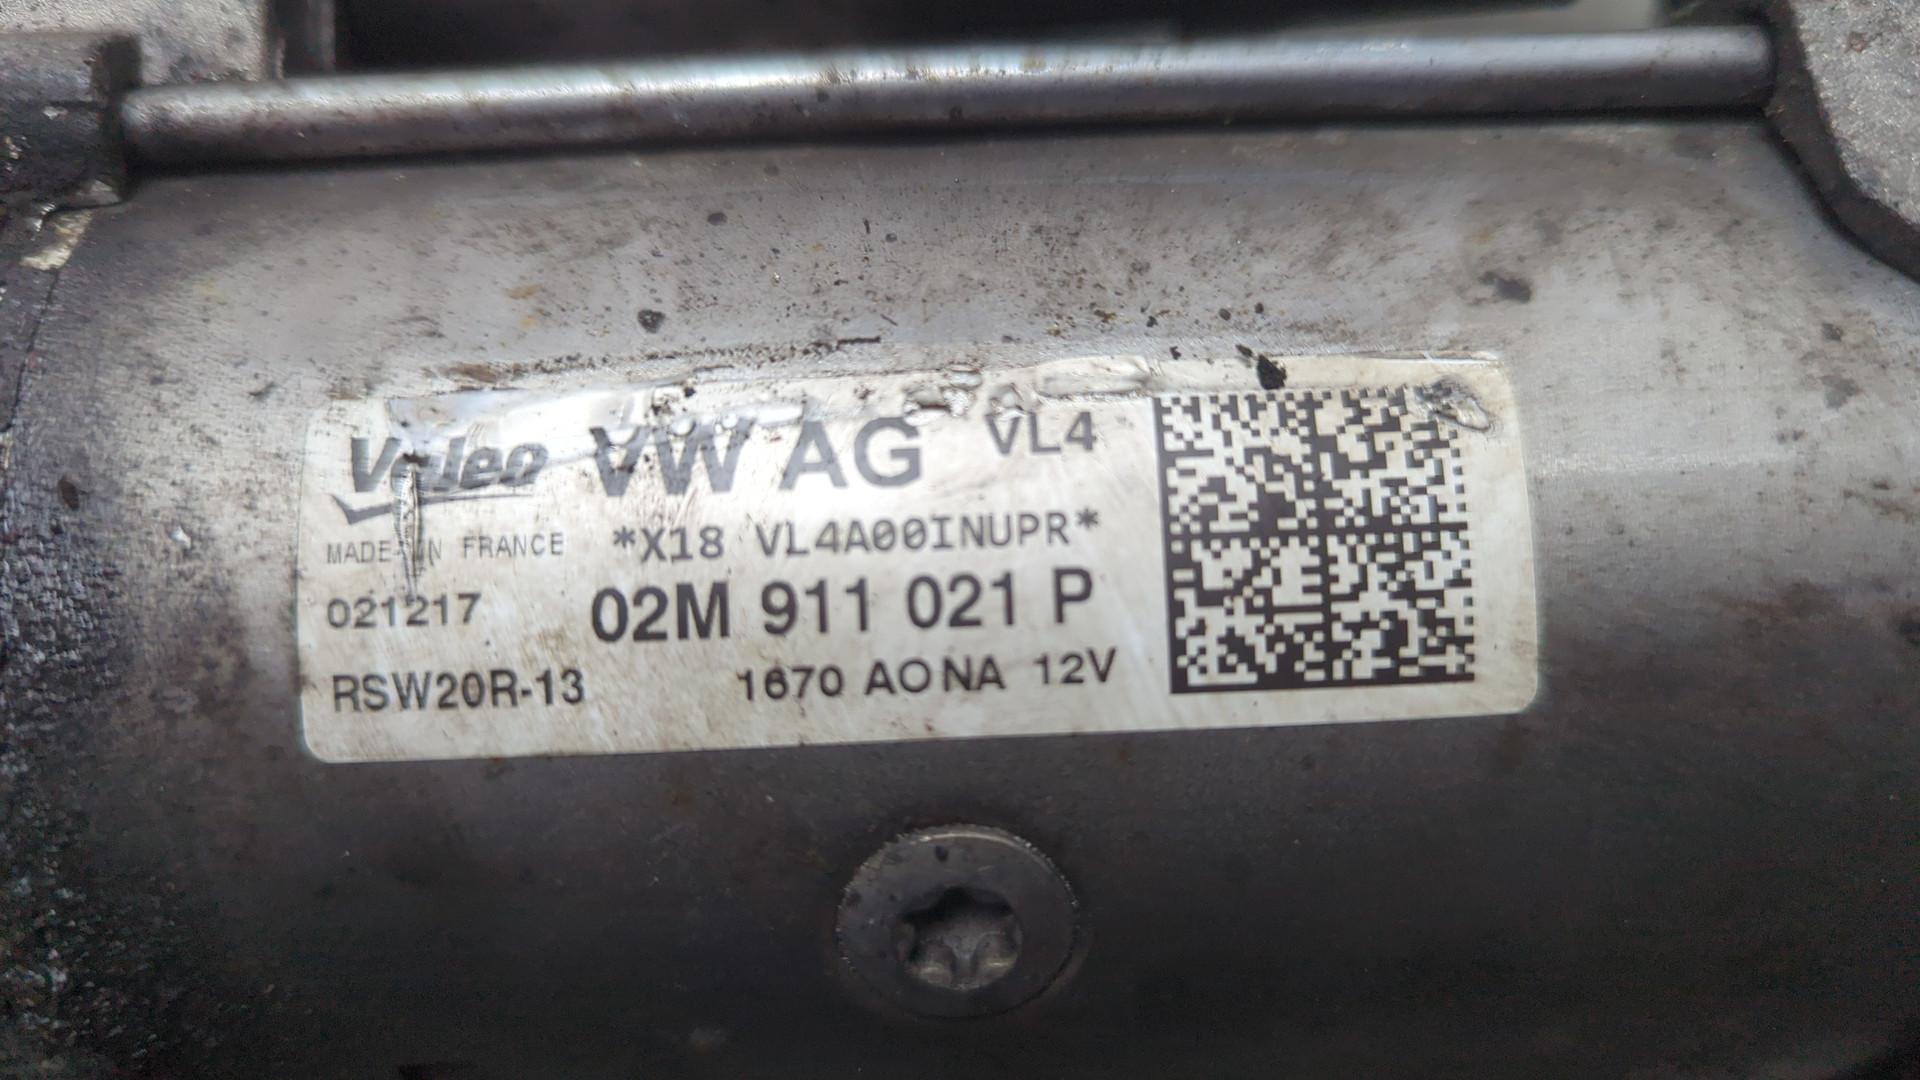 Valeo VW AG VL4
MADE IN FRANCE *X18 VL4A00INUPR*
021217 02M 911 021 P
RSW20R-13 1670 AONA 12V